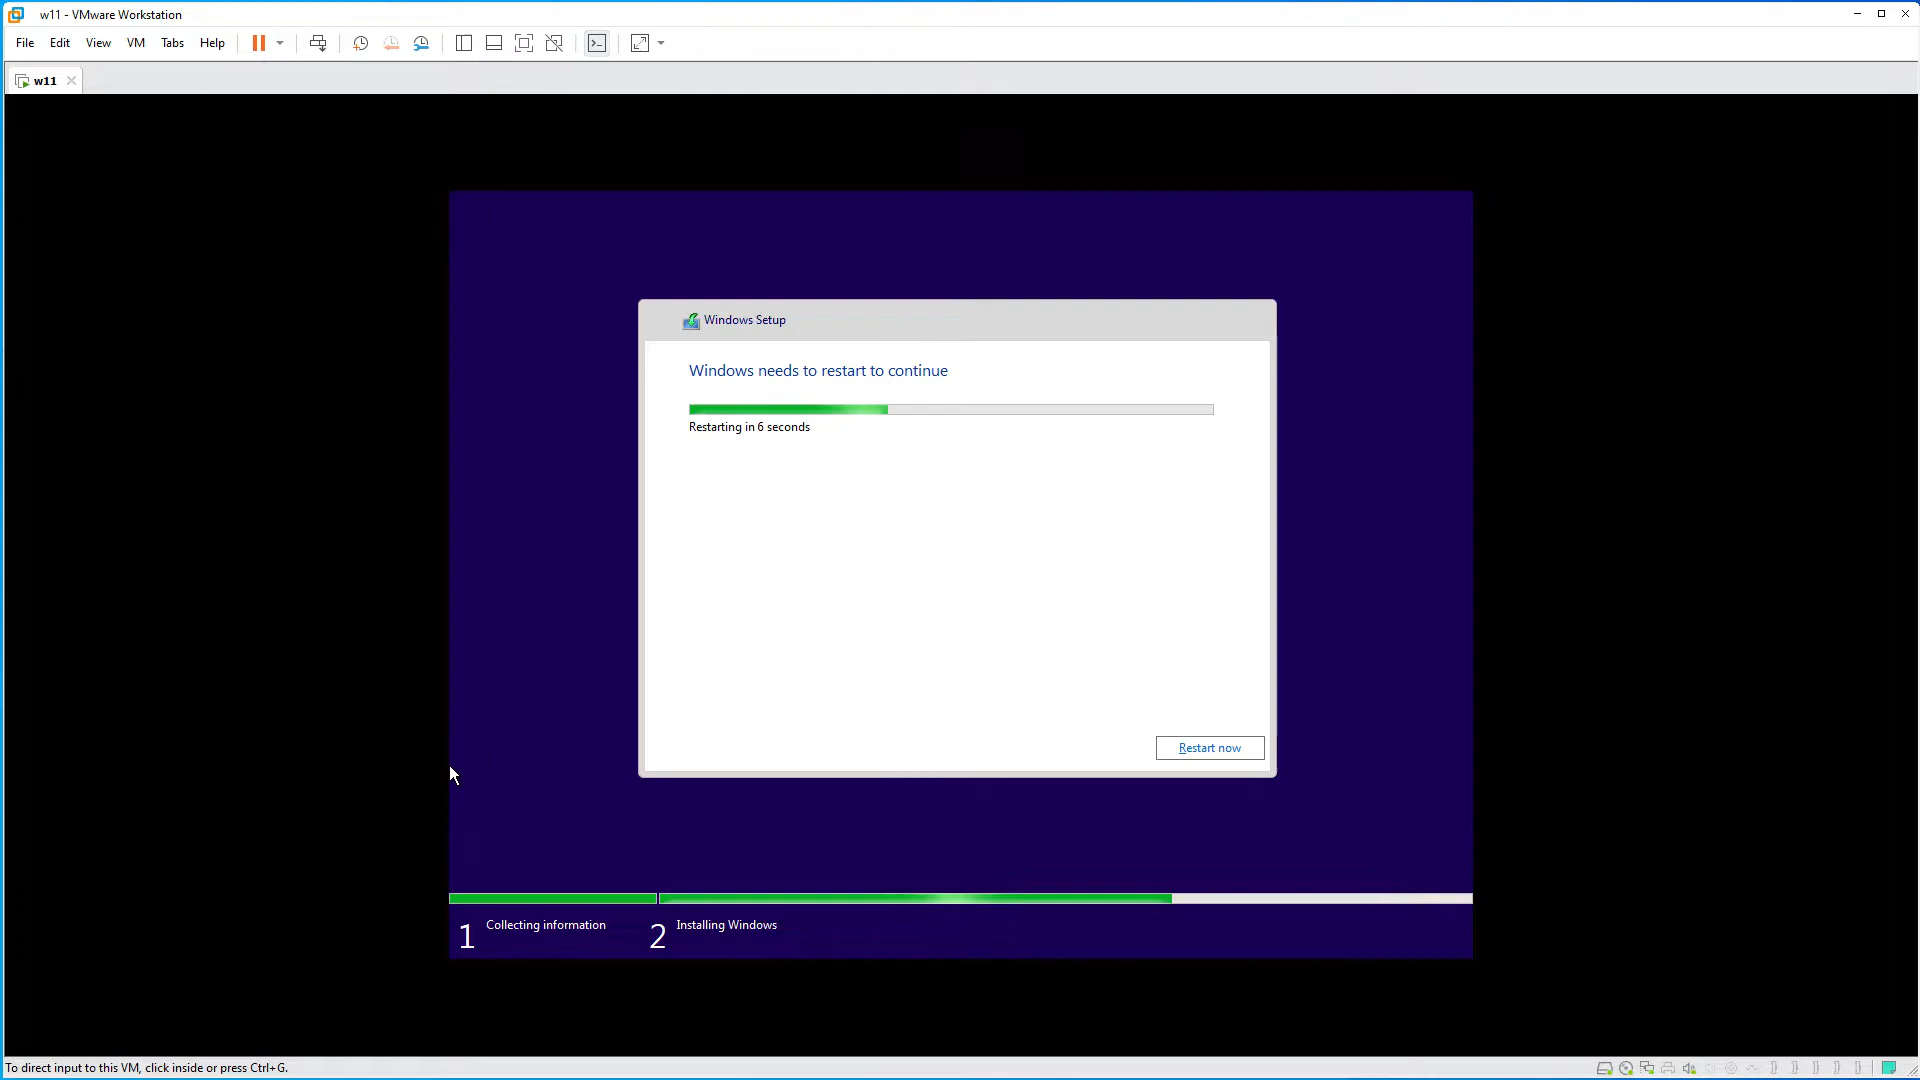 w11 - VMware Workstation
File Edit View VM Tabs Help
w11
Windows Setup
Windows needs to restart to continue
Restarting in 6 seconds
Restart now
1 Collecting information 2 Installing Windows
To direct input to this VM, click inside or press Ctrl+G.